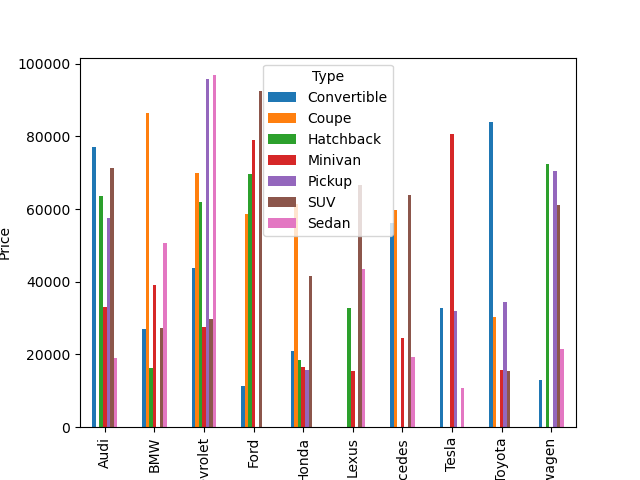 100000
80000
60000
40000
20000
0
Price
Type
Convertible
Coupe
Hatchback
Minivan
Pickup
SUV
Sedan
Audi
BMW
vrolet
Ford
Honda
Lexus
cedes
Tesla
Toyota
wagen